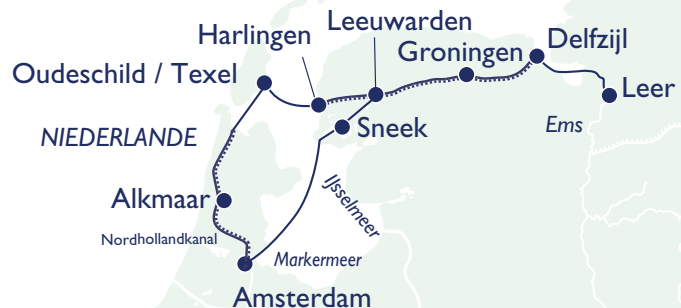 Leeuwarden
Harlingen
Groningen
Delfzijl
Oudeschild / Texel
Leer
Sneek
Ems
NIEDERLANDE
Alkmaar
IJsselmeer
Nordhollandkanal
Markermeer
Amsterdam